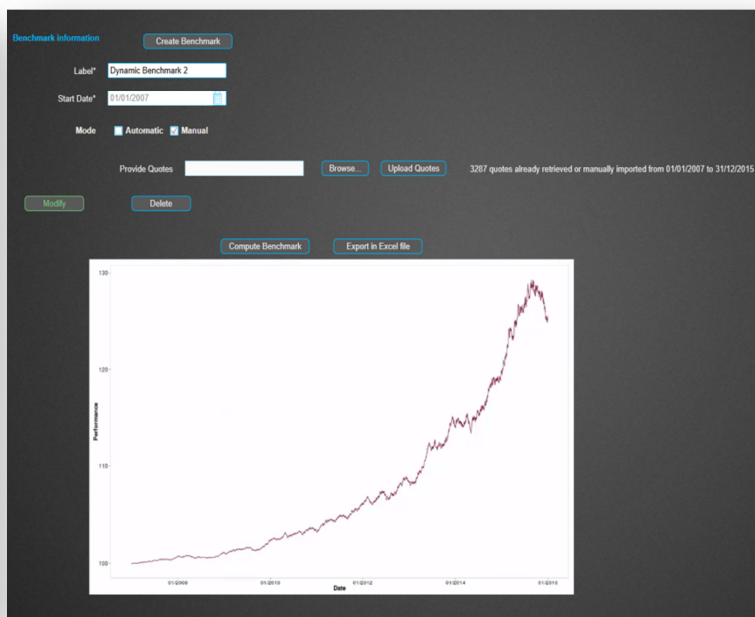 Benchmark information
Create Benchmark
Label* Dynamic Benchmark 2
Start Date* 01/01/2007
Mode Automatic Manual
Provide Quotes Browse... Upload Quotes 3287 quotes already retrieved or manually imported from 01/01/2007 to 31/12/2015
Modify Delete
Compute Benchmark Export in Excel file
130
120
110
100
Performance
01/2008 01/2010 01/2012 01/2014 01/2016
Date